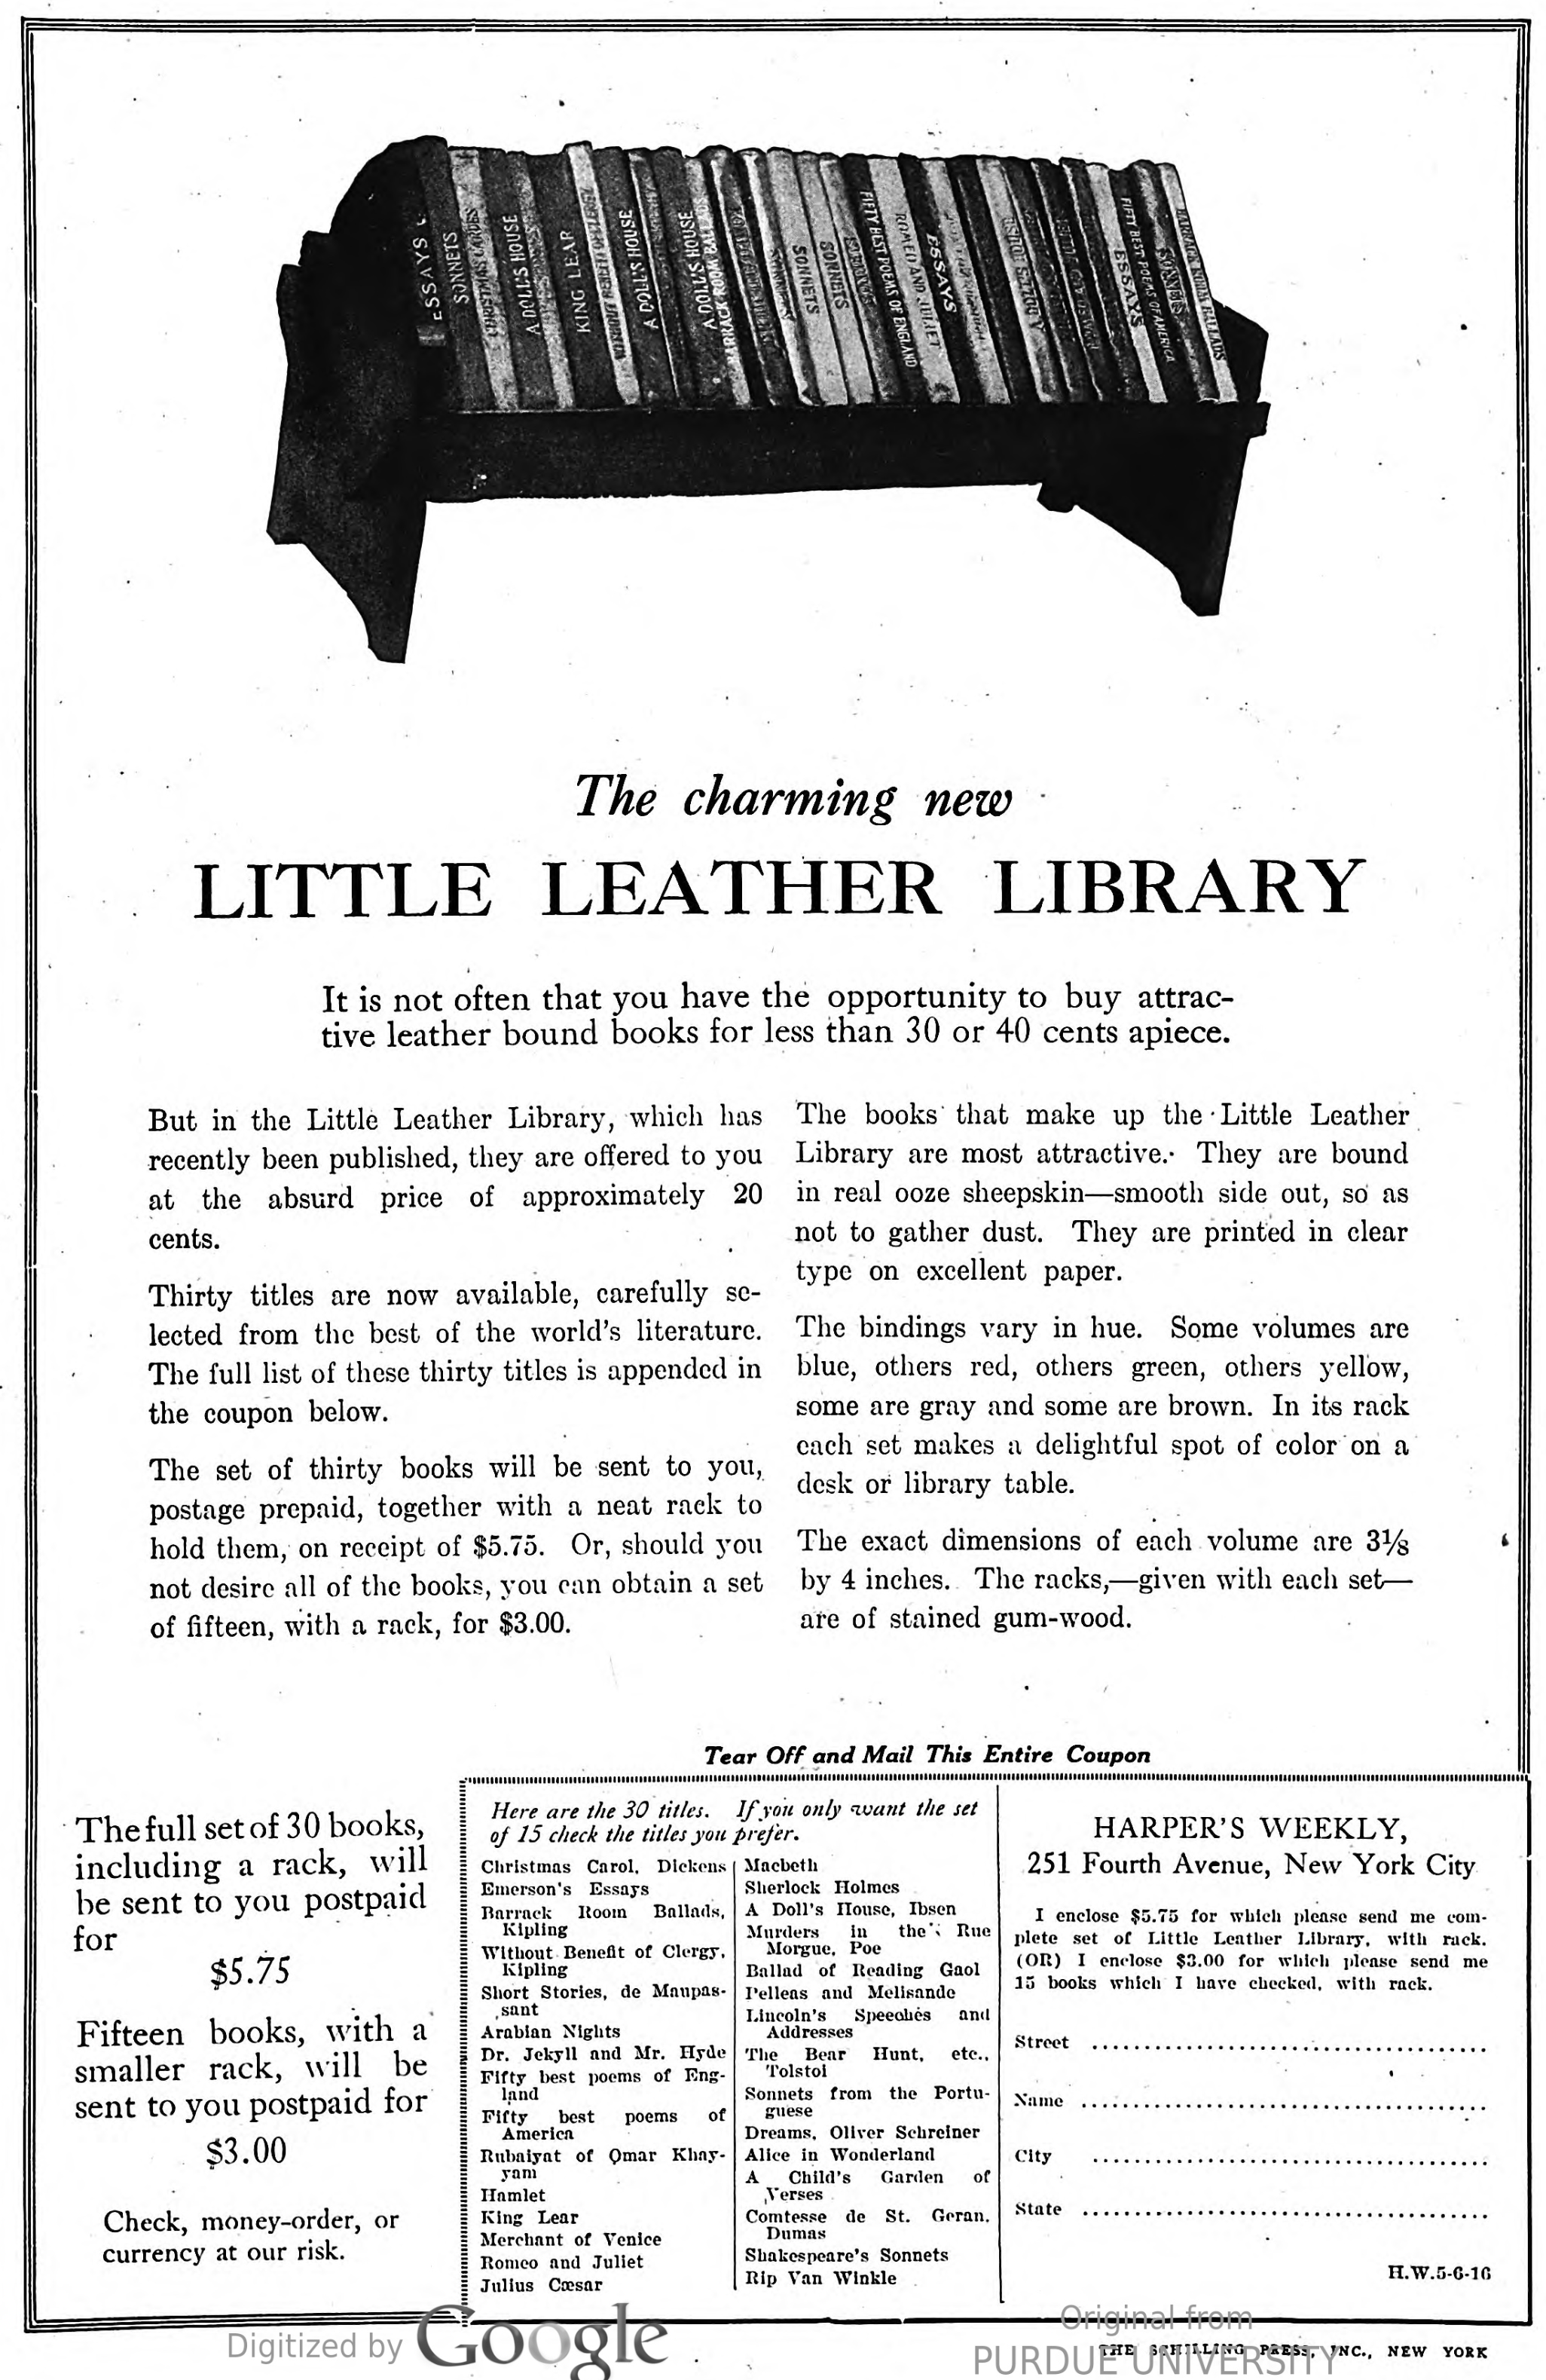 ESSAYS
SONNETS
A DOLL'S HOUSE
KING LEAR
A DOLL'S HOUSE
A DOLL'S HOUSE
BARRACK ROOM BALLADS
SONNETS
SONNETS
FIFTY BEST POEMS OF ENGLAND
ROMEO AND JULIET
ESSAYS
FIFTY BEST POEMS OF AMERICA
ESSAYS
BARRACK ROOM BALLADS
The charming new
LITTLE LEATHER LIBRARY
It is not often that you have the opportunity to buy attrac-
tive leather bound books for less than 30 or 40 cents apiece.
But in the Little Leather Library, which has
recently been published, they are offered to you
at the absurd price of approximately 20
cents.
Thirty titles are now available, carefully se-
lected from the best of the world's literature.
The full list of these thirty titles is appended in
the coupon below.
The set of thirty books will be sent to you,
postage prepaid, together with a neat rack to
hold them, on receipt of $5.75. Or, should you
not desire all of the books, you can obtain a set
of fifteen, with a rack, for $3.00.
The books that make up the Little Leather
Library are most attractive. They are bound
in real ooze sheepskin—smooth side out, so as
not to gather dust. They are printed in clear
type on excellent paper.
The bindings vary in hue. Some volumes are
blue, others red, others green, others yellow,
some are gray and some are brown. In its rack
each set makes a delightful spot of color on a
desk or library table.
The exact dimensions of each volume are 3⅛
by 4 inches. The racks,—given with each set—
are of stained gum-wood.
Tear Off and Mail This Entire Coupon
The full set of 30 books,
including a rack, will
be sent to you postpaid
for
$5.75
Fifteen books, with a
smaller rack, will be
sent to you postpaid for
$3.00
Check, money-order, or
currency at our risk.
Here are the 30 titles. If you only want the set
of 15 check the titles you prefer.
Christmas Carol, Dickens
Emerson's Essays
Barrack Room Ballads,
Kipling
Without Benefit of Clergy,
Kipling
Short Stories, de Maupas-
sant
Arabian Nights
Dr. Jekyll and Mr. Hyde
Fifty best poems of Eng-
land
Fifty best poems of
America
Rubaiyat of Omar Khay-
yam
Hamlet
King Lear
Merchant of Venice
Romeo and Juliet
Julius Cæsar
Macbeth
Sherlock Holmes
A Doll's House, Ibsen
Murders in the Rue
Morgue, Poe
Ballad of Reading Gaol
Pelleas and Melisande
Lincoln's Speeches and
Addresses
The Bear Hunt, etc.,
Tolstoi
Sonnets from the Portu-
guese
Dreams, Oliver Schreiner
Alice in Wonderland
A Child's Garden of
Verses
Comtesse de St. Geran,
Dumas
Shakespeare's Sonnets
Rip Van Winkle
HARPER'S WEEKLY,
251 Fourth Avenue, New York City
I enclose $5.75 for which please send me com-
plete set of Little Leather Library, with rack.
(OR) I enclose $3.00 for which please send me
15 books which I have checked, with rack.
Street
Name
City
State
H.W.5-6-16
Digitized by Google
Original from
PURDUE UNIVERSITY
THE SCHILLING PRESS, INC., NEW YORK